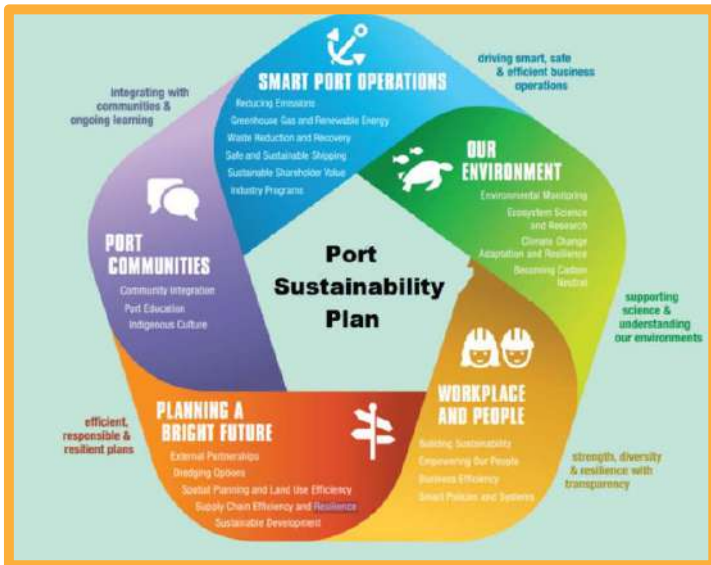 SMART PORT OPERATIONS
Reducing Emissions
Greenhouse Gas and Renewable Energy
Waste Reduction and Recovery
Safe and Sustainable Shipping
Sustainable Shareholder Value
Industry Programs
driving smart, safe
& efficient business
operations
OUR
ENVIRONMENT
Environmental Monitoring
Ecosystem Science
and Research
Climate Change
Adaptation and Resilience
Becoming Carbon
Neutral
supporting
science &
understanding
our environments
WORKPLACE
AND PEOPLE
Building Sustainability
Empowering Our People
Business Efficiency
Smart Policies and Systems
strength, diversity
& resilience with
transparency
PLANNING A
BRIGHT FUTURE
External Partnerships
Dredging Options
Spatial Planning and Land Use Efficiency
Supply Chain Efficiency and Resilience
Sustainable Development
efficient,
responsible &
resilient plans
PORT
COMMUNITIES
Community Integration
Port Education
Indigenous Culture
integrating with
communities &
ongoing learning
Port
Sustainability
Plan